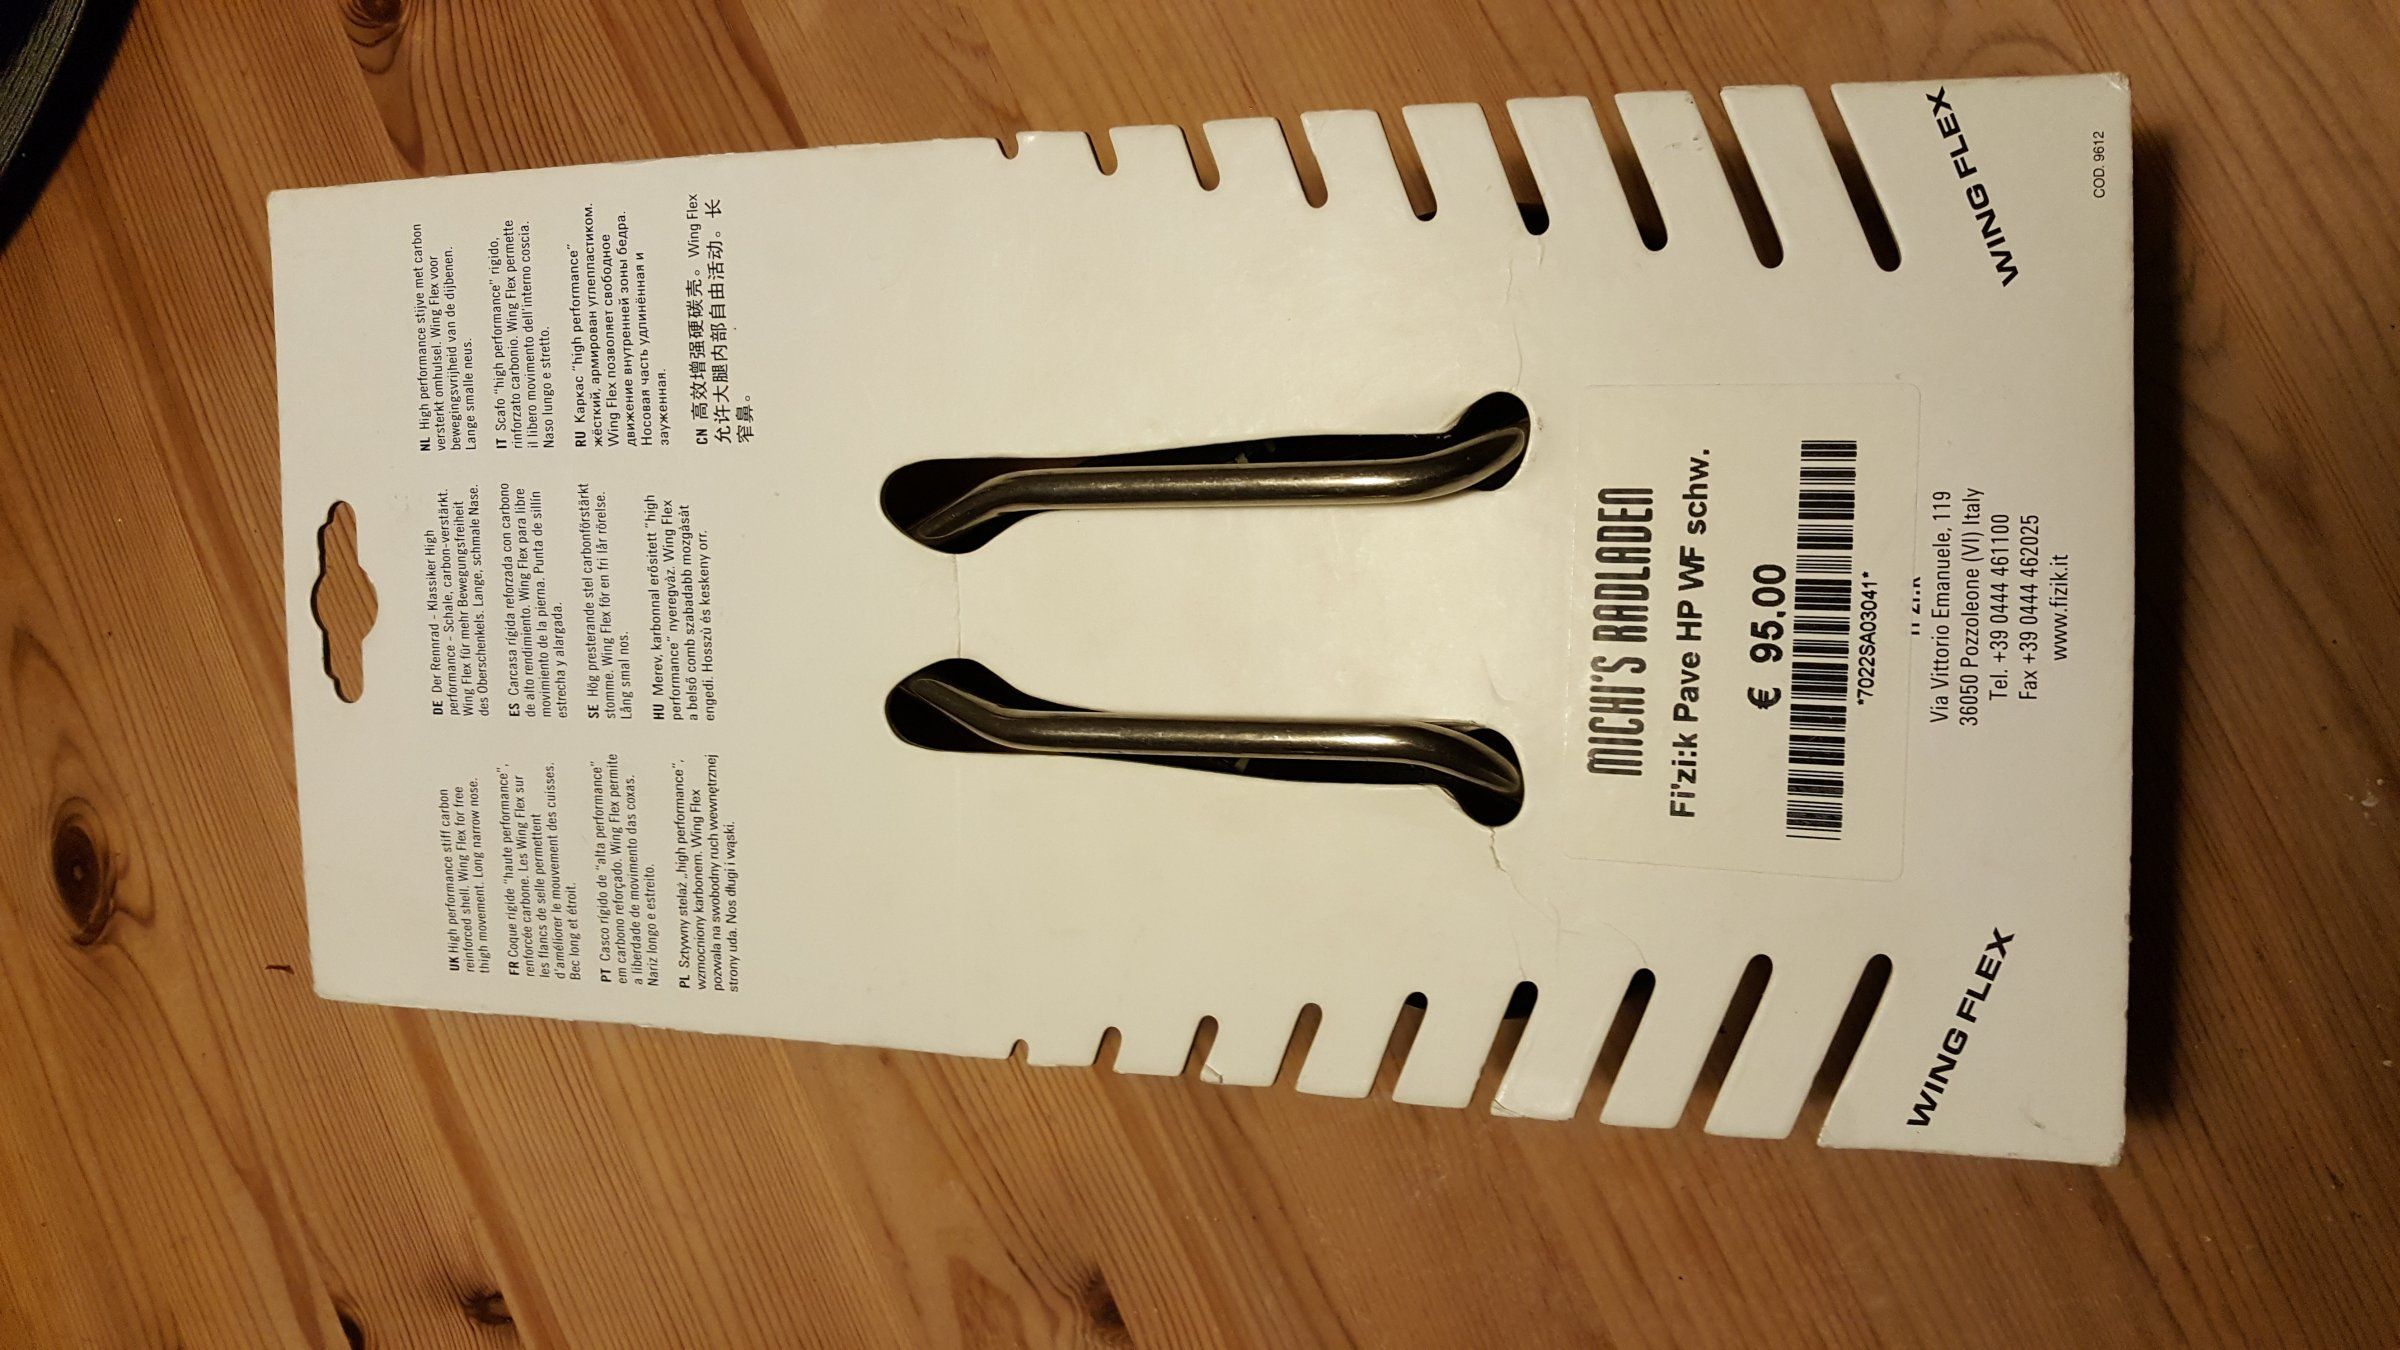 UK High performance stiff carbon
reinforced shell. Wing Flex for free
thigh movement. Long narrow nose.
FR Coque rigide "haute performance",
renforcée carbone. Les Wing Flex sur
les flancs de selle permettent
d'améliorer le mouvement des cuisses.
Bec long et étroit.
PT Casco rígido de "alta performance"
em carbono reforçado. Wing Flex permite
a liberdade de movimento das coxas.
Nariz longo e estreito.
PL Sztywny stelaż „high performance",
wzmocniony karbonem. Wing Flex
pozwala na swobodny ruch wewnętrznej
strony uda. Nos długi i wąski.
DE Der Rennrad - Klassiker High
performance - Schale, carbon-verstärkt.
Wing Flex für mehr Bewegungsfreiheit
des Oberschenkels. Lange, schmale Nase.
ES Carcasa rígida reforzada con carbono
de alto rendimiento. Wing Flex para libre
movimiento de la pierna. Punta de sillín
estrecha y alargada.
SE Hög presterande stel carbonförstärkt
stomme. Wing Flex för en fri lår rörelse.
Lång smal nos.
HU Merev, karbonnal erősitett "high
performance" nyeregváz. Wing Flex
a belső comb szabadabb mozgását
engedi. Hosszù és keskeny orr.
NL High performance stijve met carbon
versterkt omhulsel. Wing Flex voor
bewegingsvrijheid van de dijbenen.
Lange smalle neus.
IT Scafo "high performance" rigido,
rinforzato carbonio. Wing Flex permette
il libero movimento dell'interno coscia.
Naso lungo e stretto.
RU Каркас "high performance"
жёсткий, армирован углепластиком.
Wing Flex позволяет свободное
движение внутренней зоны бедра.
Носовая часть удлинённая и
зауженная.
CN 高效增强硬碳壳。Wing Flex
允许大腿内部自由活动。长
窄鼻。
MICHI'S RADLADEN
Fi'zi:k Pave HP WF schw.
€ 95,00
*7022SA03041*
Via Vittorio Emanuele, 119
36050 Pozzoleone (VI) Italy
Tel. +39 0444 461100
Fax +39 0444 462025
www.fizik.it
WING FLEX
WING FLEX
COD. 9612